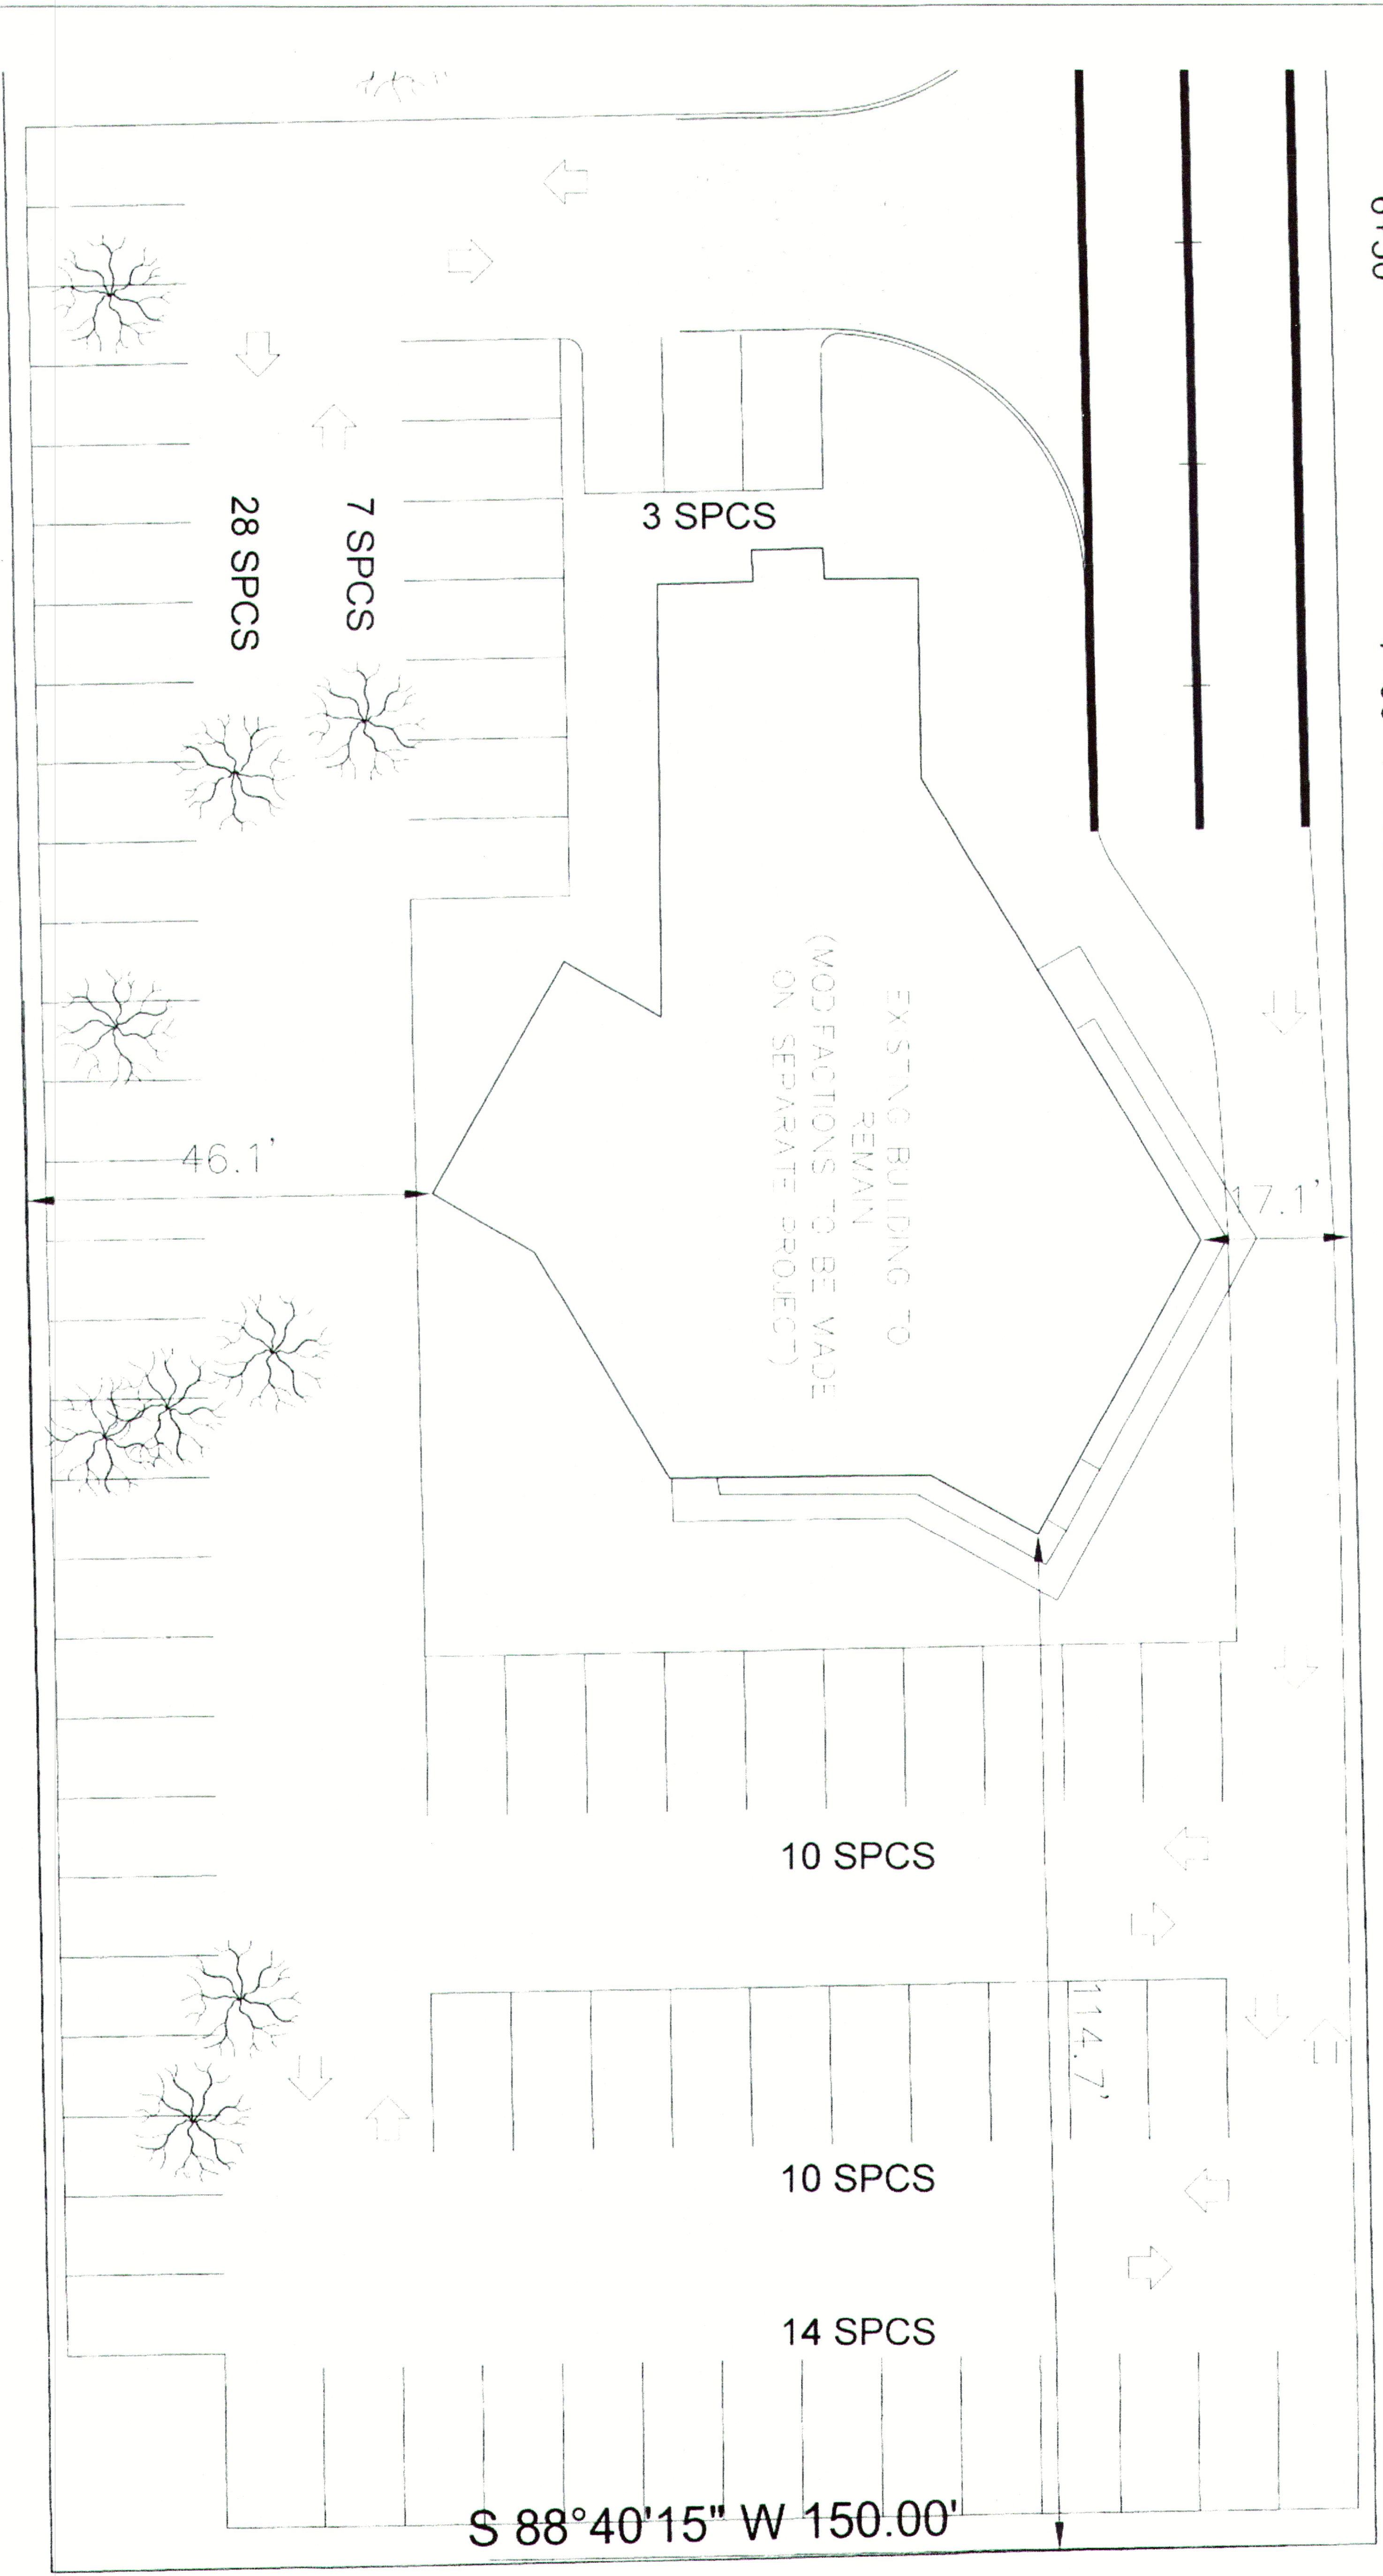 3 SPCS
7 SPCS
28 SPCS
EXISTING BUILDING TO
REMAIN
(MODIFACTIONS TO BE MADE
ON SEPARATE PROJECT)
46.1'
17.1'
10 SPCS
114.7'
10 SPCS
14 SPCS
S 88°40'15" W 150.00'